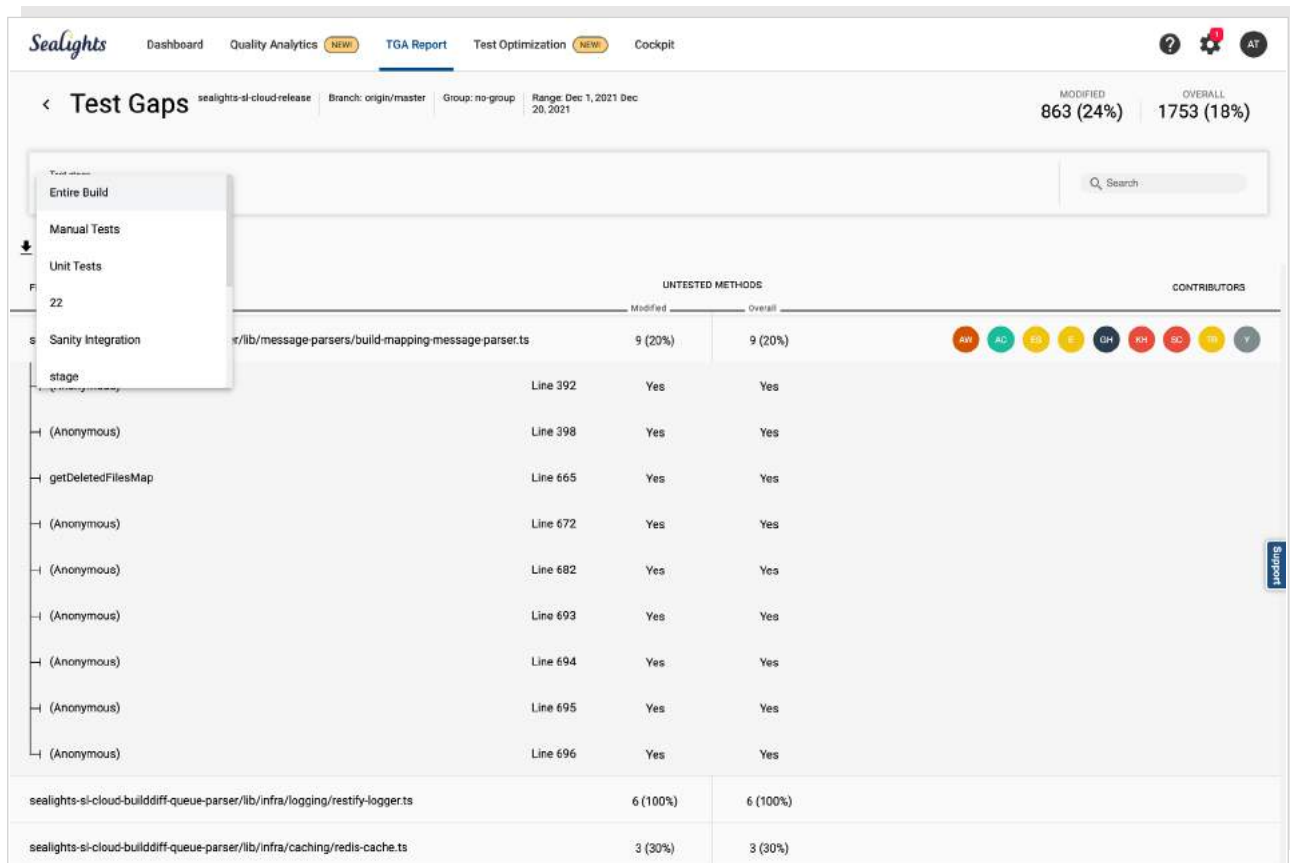 SeaLights Dashboard Quality Analytics NEW! TGA Report Test Optimization NEW! Cockpit 1 AT
Test Gaps sealights-sl-cloud-release Branch: origin/master Group: no-group Range: Dec 1, 2021 Dec
20, 2021
MODIFIED OVERALL
863 (24%) 1753 (18%)
Search
Entire Build
Manual Tests
Unit Tests
22
Sanity Integration
stage
UNTESTED METHODS CONTRIBUTORS
Modified Overall
/lib/message-parsers/build-mapping-message-parser.ts 9 (20%) 9 (20%) AW AC ES E GH KH SC TB Y
(Anonymous) Line 392 Yes Yes
(Anonymous) Line 398 Yes Yes
getDeletedFilesMap Line 665 Yes Yes
(Anonymous) Line 672 Yes Yes
(Anonymous) Line 682 Yes Yes
(Anonymous) Line 693 Yes Yes
(Anonymous) Line 694 Yes Yes
(Anonymous) Line 695 Yes Yes
(Anonymous) Line 696 Yes Yes
sealights-sl-cloud-builddiff-queue-parser/lib/infra/logging/restify-logger.ts 6 (100%) 6 (100%)
sealights-sl-cloud-builddiff-queue-parser/lib/infra/caching/redis-cache.ts 3 (30%) 3 (30%)
Support